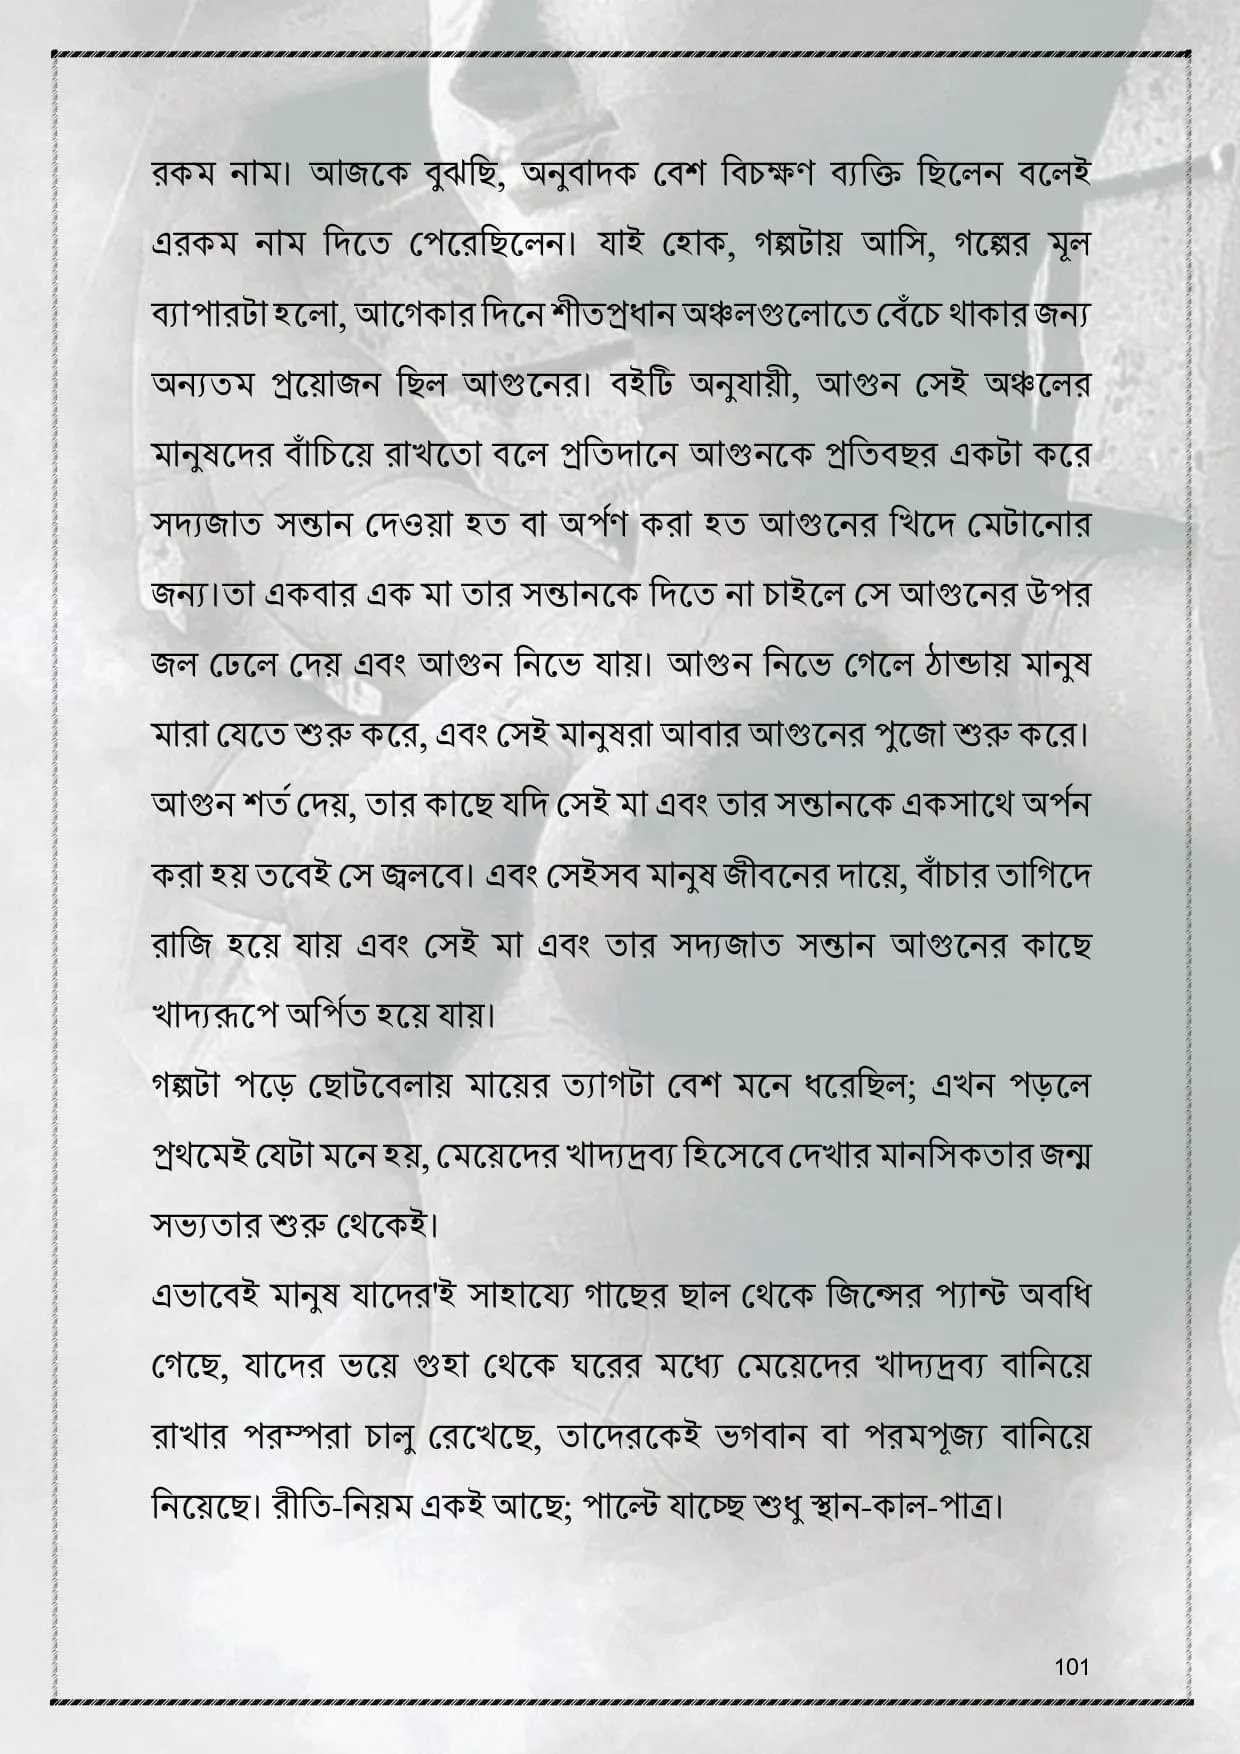 রকম নাম। আজকে বুঝছি, অনুবাদক বেশ বিচক্ষণ ব্যক্তি ছিলেন বলেই
এরকম নাম দিতে পেরেছিলেন। যাই হোক, গল্পটায় আসি, গল্পের মূল
ব্যাপারটা হলো, আগেকার দিনে শীতপ্রধান অঞ্চলগুলোতে বেঁচে থাকার জন্য
অন্যতম প্রয়োজন ছিল আগুনের। বইটি অনুযায়ী, আগুন সেই অঞ্চলের
মানুষদের বাঁচিয়ে রাখতো বলে প্রতিদানে আগুনকে প্রতিবছর একটা করে
সদ্যজাত সন্তান দেওয়া হত বা অর্পণ করা হত আগুনের খিদে মেটানোর
জন্য।তা একবার এক মা তার সন্তানকে দিতে না চাইলে সে আগুনের উপর
জল ঢেলে দেয় এবং আগুন নিভে যায়। আগুন নিভে গেলে ঠান্ডায় মানুষ
মারা যেতে শুরু করে, এবং সেই মানুষরা আবার আগুনের পুজো শুরু করে।
আগুন শর্ত দেয়, তার কাছে যদি সেই মা এবং তার সন্তানকে একসাথে অর্পন
করা হয় তবেই সে জ্বলবে। এবং সেইসব মানুষ জীবনের দায়ে, বাঁচার তাগিদে
রাজি হয়ে যায় এবং সেই মা এবং তার সদ্যজাত সন্তান আগুনের কাছে
খাদ্যরূপে অর্পিত হয়ে যায়।
গল্পটা পড়ে ছোটবেলায় মায়ের ত্যাগটা বেশ মনে ধরেছিল; এখন পড়লে
প্রথমেই যেটা মনে হয়, মেয়েদের খাদ্যদ্রব্য হিসেবে দেখার মানসিকতার জন্ম
সভ্যতার শুরু থেকেই।
এভাবেই মানুষ যাদের'ই সাহায্যে গাছের ছাল থেকে জিন্সের প্যান্ট অবধি
গেছে, যাদের ভয়ে গুহা থেকে ঘরের মধ্যে মেয়েদের খাদ্যদ্রব্য বানিয়ে
রাখার পরম্পরা চালু রেখেছে, তাদেরকেই ভগবান বা পরমপূজ্য বানিয়ে
নিয়েছে। রীতি-নিয়ম একই আছে; পাল্টে যাচ্ছে শুধু স্থান-কাল-পাত্র।
101